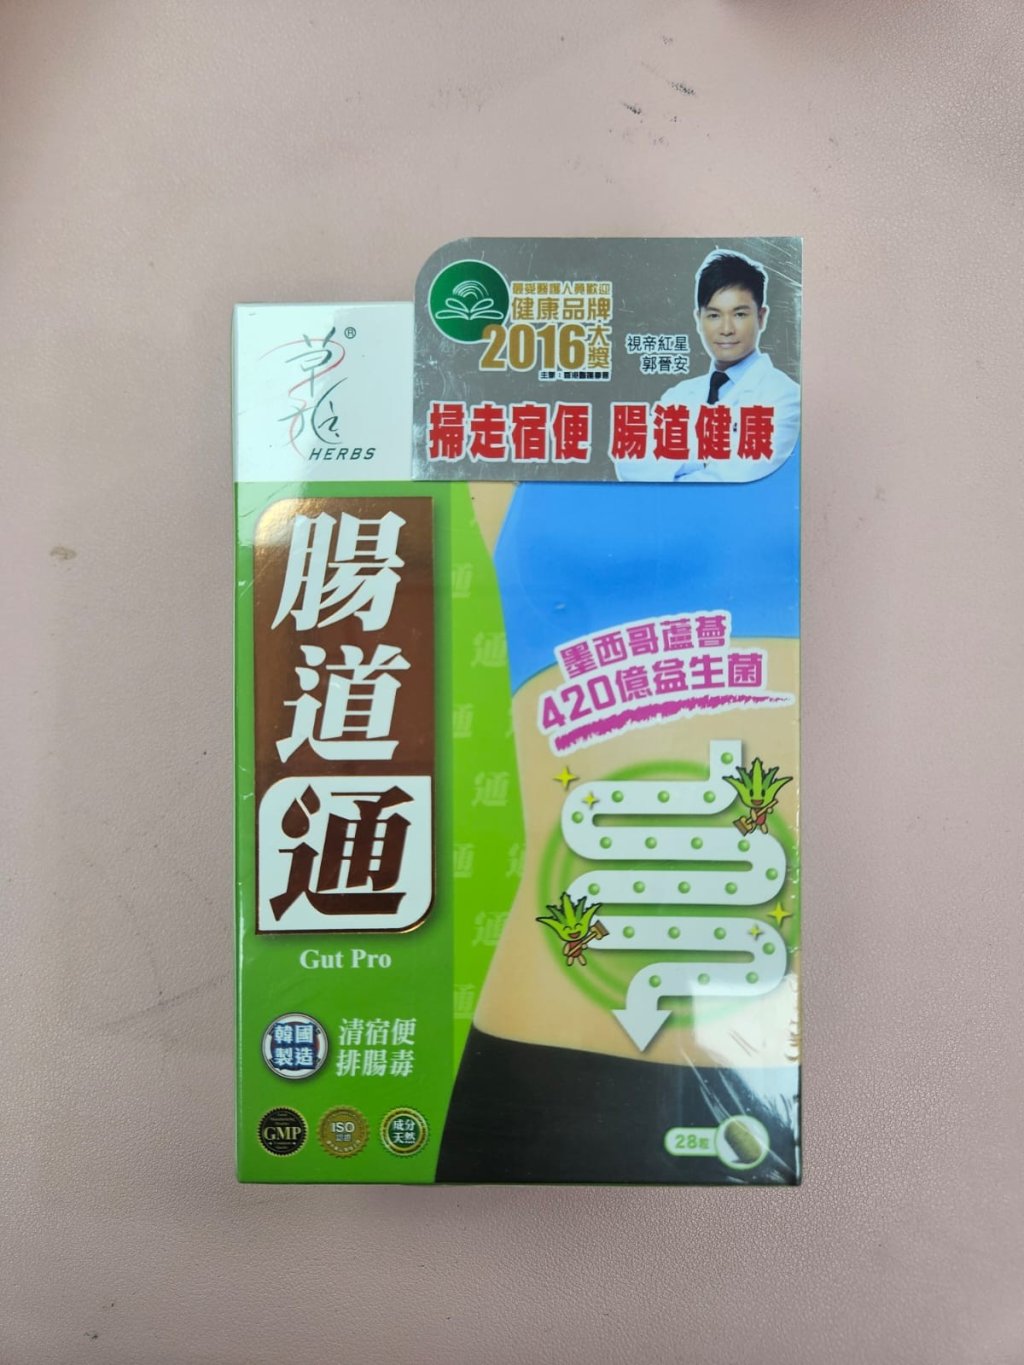 最受醫護人員歡迎
健康品牌
2016大獎
視帝紅星
郭晉安
掃走宿便 腸道健康
®
HERBS
腸道通
Gut Pro
墨西哥蘆薈
420億益生菌
韓國
製造
清宿便
排腸毒
GMP
ISO
認證
成分
天然
28粒